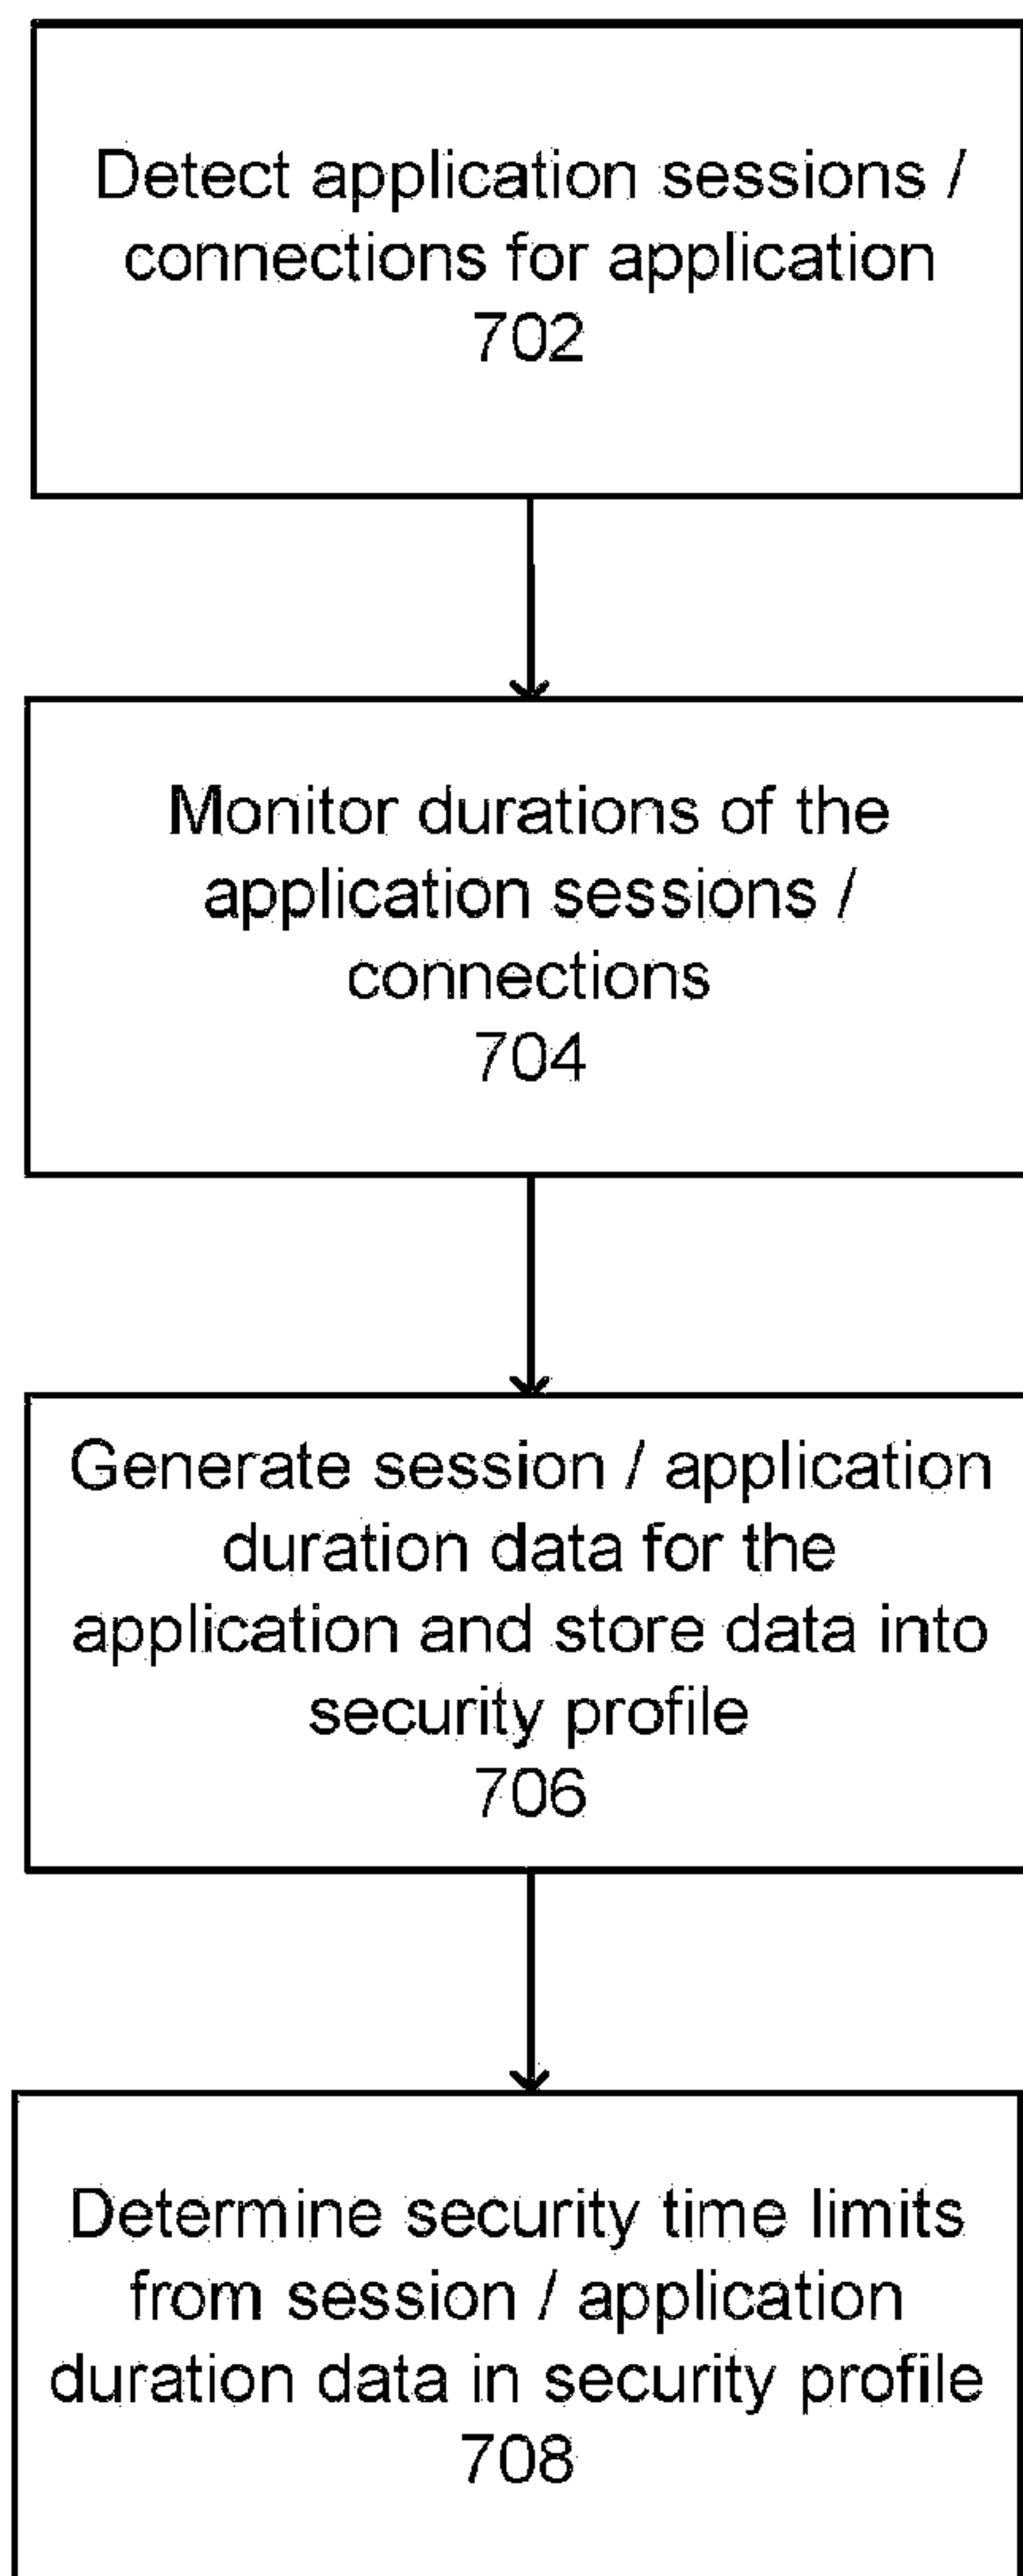 Detect application sessions /
connections for application
702
Monitor durations of the
application sessions /
connections
704
Generate session / application
duration data for the
application and store data into
security profile
706
Determine security time limits
from session / application
duration data in security profile
708